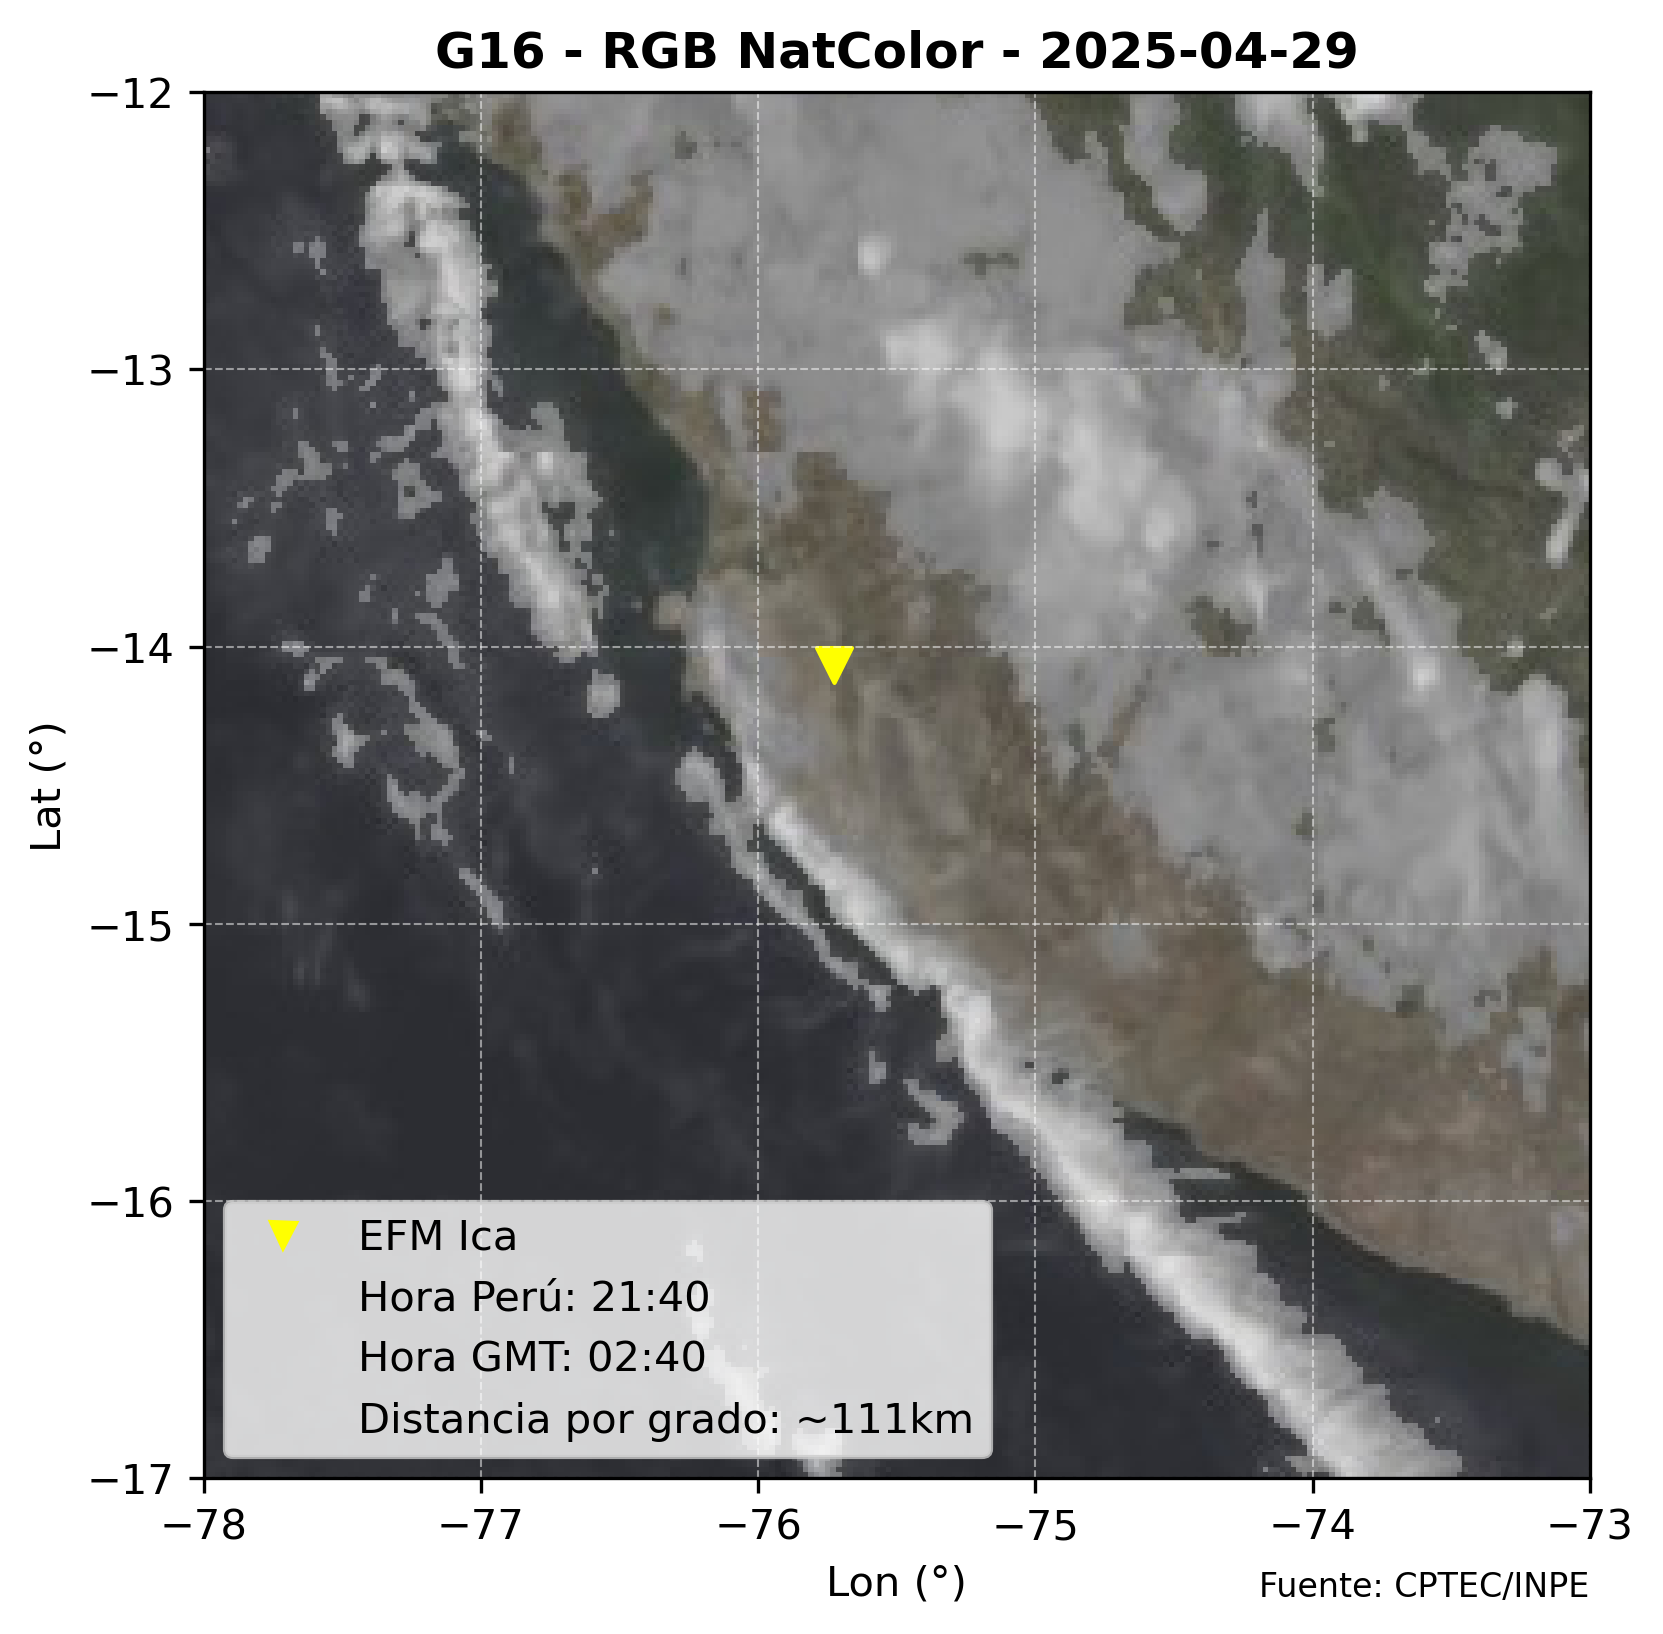 G16 - RGB NatColor - 2025-04-29
−12
−13
−14
−15
−16
−17
Lat (°)
EFM Ica
Hora Perú: 21:40
Hora GMT: 02:40
Distancia por grado: ~111km
−78 −77 −76 −75 −74 −73
Lon (°)
Fuente: CPTEC/INPE